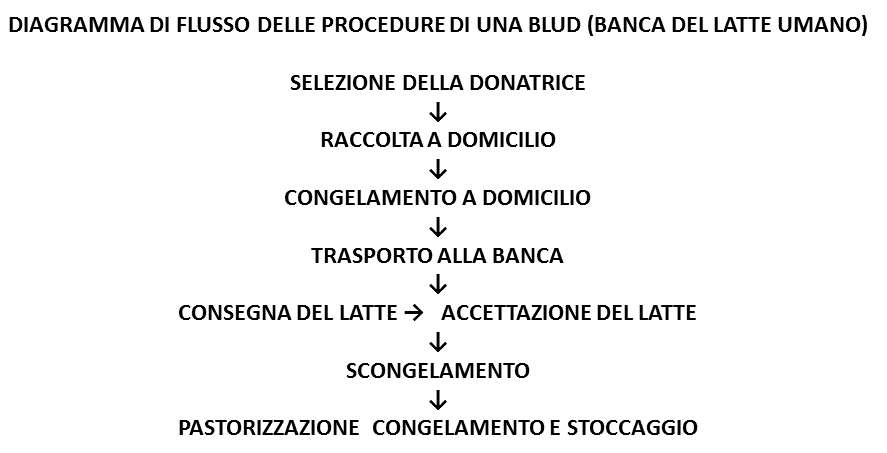 DIAGRAMMA DI FLUSSO DELLE PROCEDURE DI UNA BLUD (BANCA DEL LATTE UMANO)
SELEZIONE DELLA DONATRICE
↓
RACCOLTA A DOMICILIO
↓
CONGELAMENTO A DOMICILIO
↓
TRASPORTO ALLA BANCA
↓
CONSEGNA DEL LATTE → ACCETTAZIONE DEL LATTE
↓
SCONGELAMENTO
↓
PASTORIZZAZIONE CONGELAMENTO E STOCCAGGIO